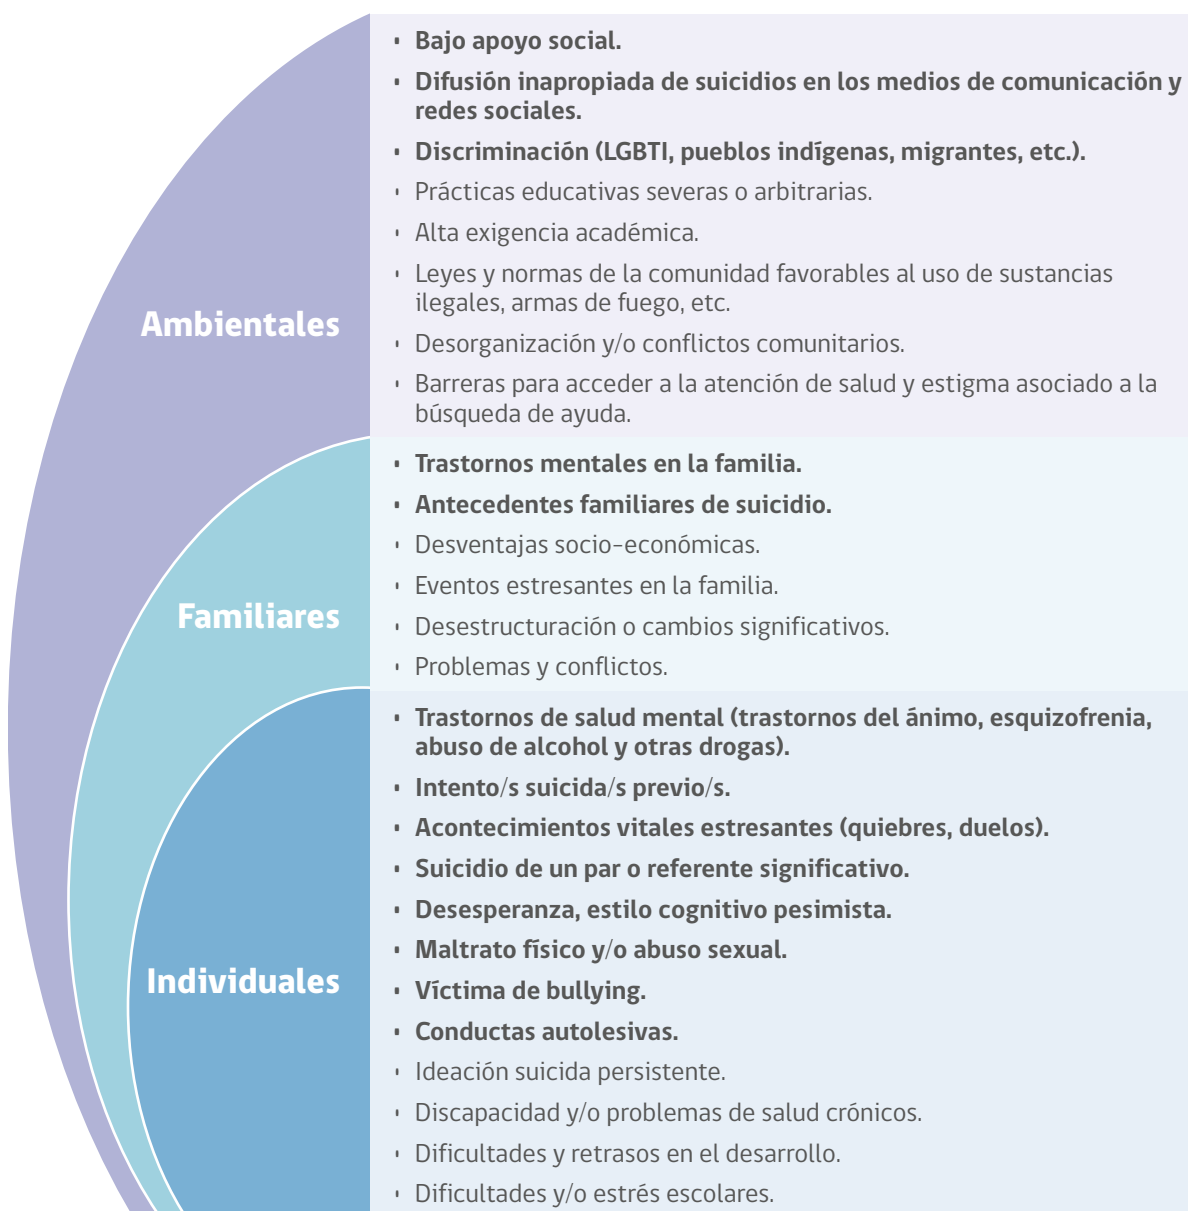 Ambientales
· Bajo apoyo social.
· Difusión inapropiada de suicidios en los medios de comunicación y
redes sociales.
· Discriminación (LGBTI, pueblos indígenas, migrantes, etc.).
· Prácticas educativas severas o arbitrarias.
· Alta exigencia académica.
· Leyes y normas de la comunidad favorables al uso de sustancias
ilegales, armas de fuego, etc.
· Desorganización y/o conflictos comunitarios.
· Barreras para acceder a la atención de salud y estigma asociado a la
búsqueda de ayuda.
Familiares
· Trastornos mentales en la familia.
· Antecedentes familiares de suicidio.
· Desventajas socio-económicas.
· Eventos estresantes en la familia.
· Desestructuración o cambios significativos.
· Problemas y conflictos.
Individuales
· Trastornos de salud mental (trastornos del ánimo, esquizofrenia,
abuso de alcohol y otras drogas).
· Intento/s suicida/s previo/s.
· Acontecimientos vitales estresantes (quiebres, duelos).
· Suicidio de un par o referente significativo.
· Desesperanza, estilo cognitivo pesimista.
· Maltrato físico y/o abuso sexual.
· Víctima de bullying.
· Conductas autolesivas.
· Ideación suicida persistente.
· Discapacidad y/o problemas de salud crónicos.
· Dificultades y retrasos en el desarrollo.
· Dificultades y/o estrés escolares.